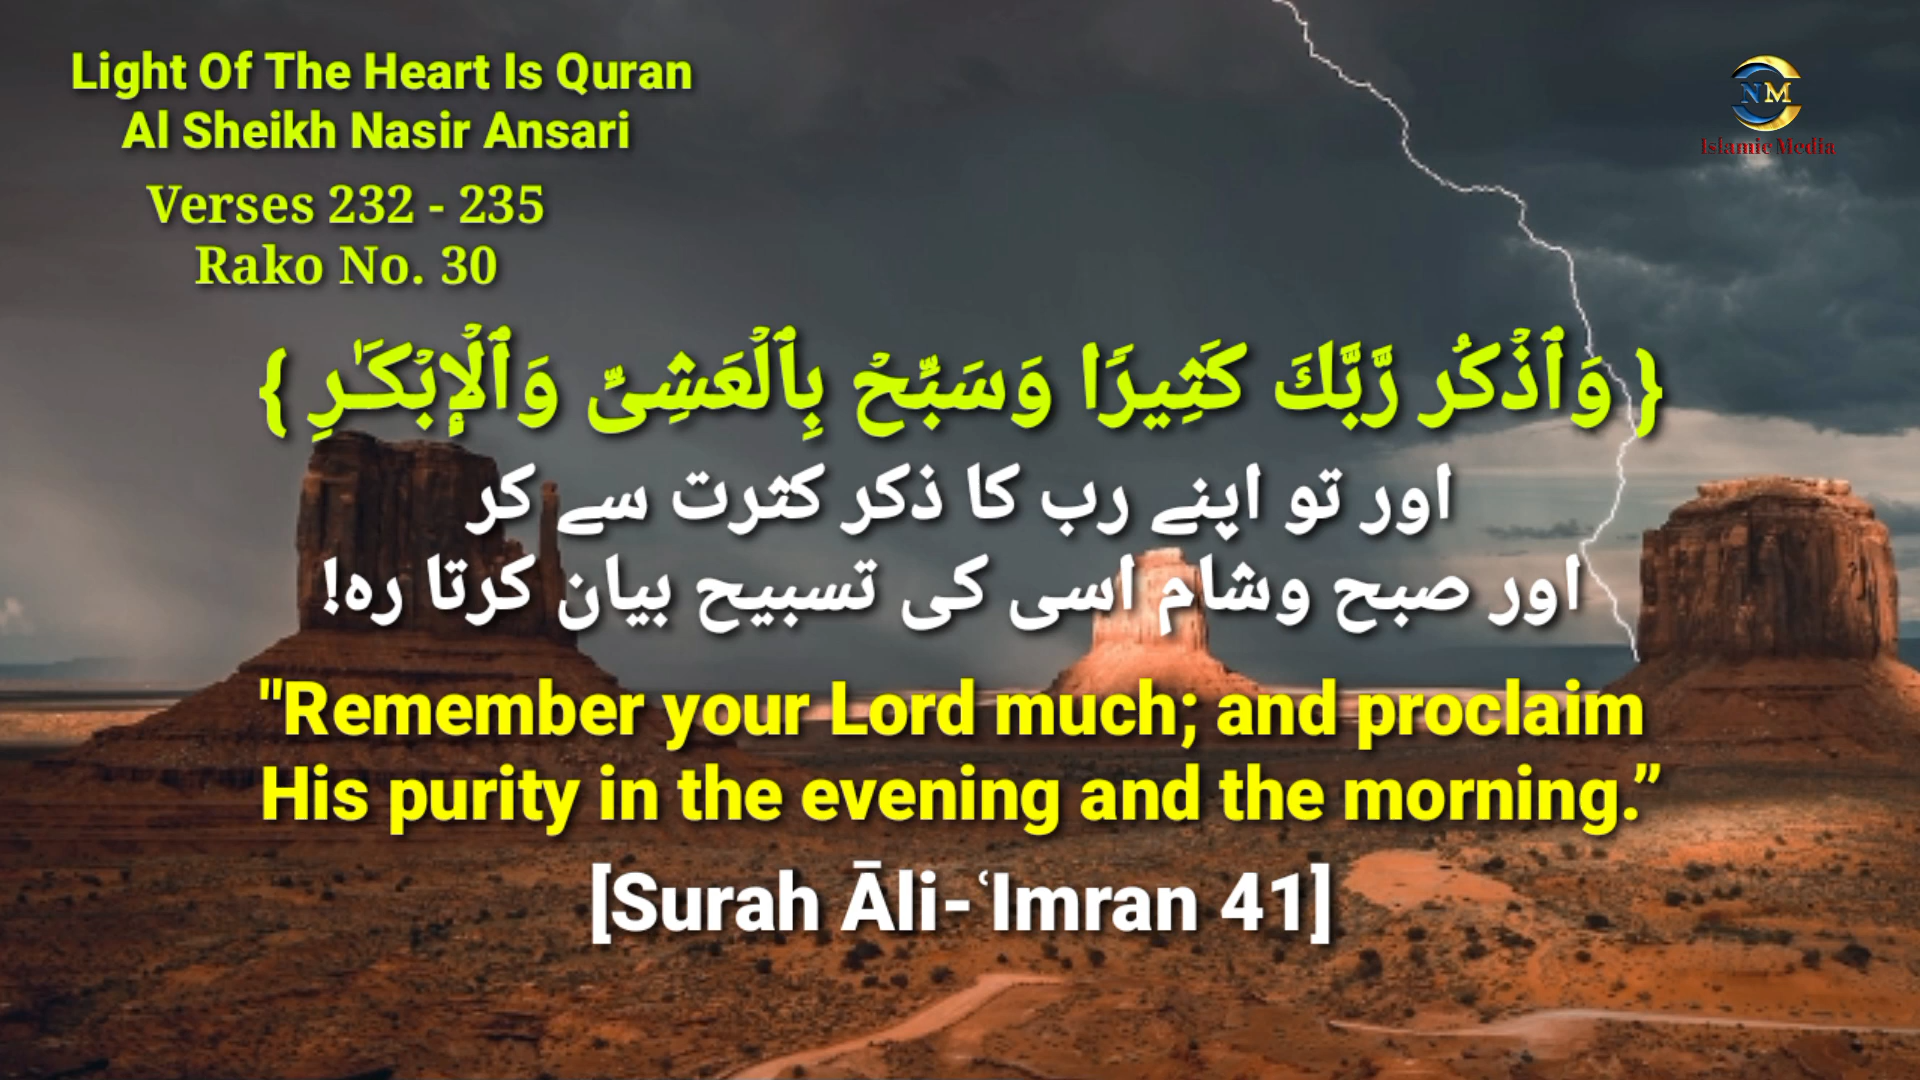 Light Of The Heart Is Quran
Al Sheikh Nasir Ansari
Verses 232 - 235
Rako No. 30
NM
Islamic Media
{ وَٱذۡكُر رَّبَّكَ كَثِيرࣰا وَسَبِّحۡ بِٱلۡعَشِیِّ وَٱلۡإِبۡكَـٰرِ }
اور تو اپنے رب کا ذکر کثرت سے کر
اور صبح وشام اسی کی تسبیح بیان کرتا رہ!
"Remember your Lord much; and proclaim
His purity in the evening and the morning.”
[Surah Āli-ʿImran 41]